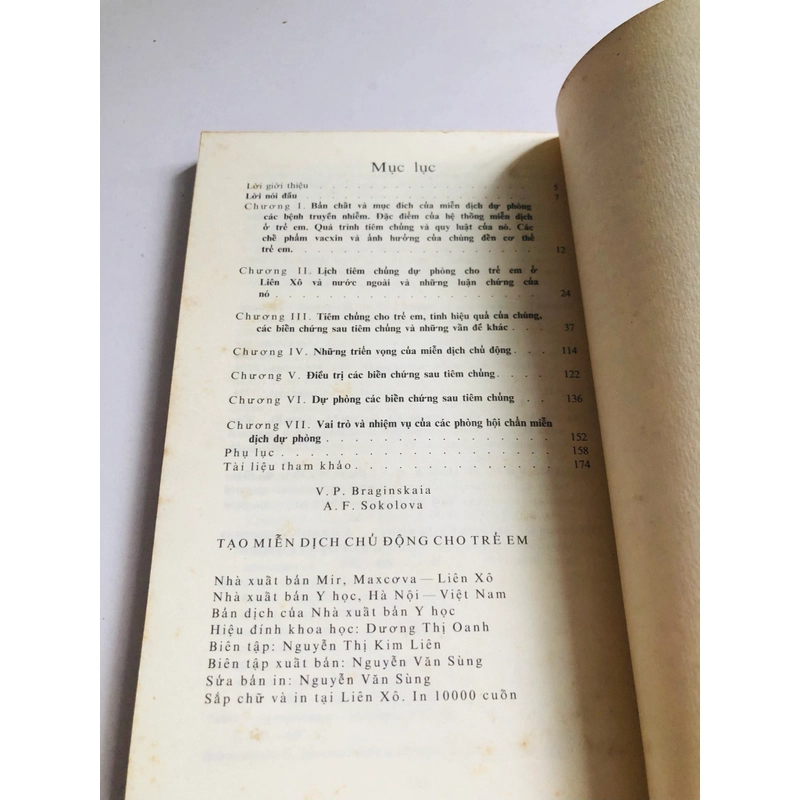 Mục lục
Lời giới thiệu . . . . . . . . . . . . . . 5
Lời nói đầu . . . . . . . . . . . . . . 7
Chương I. Bản chất và mục đích của miễn dịch dự phòng
các bệnh truyền nhiễm. Đặc điểm của hệ thống miễn dịch
ở trẻ em. Quá trình tiêm chủng và quy luật của nó. Các
chế phẩm vacxin và ảnh hưởng của chúng đến cơ thể
trẻ em. . . . . . . . . . . . . . . 12
Chương II. Lịch tiêm chủng dự phòng cho trẻ em ở
Liên Xô và nước ngoài và những luận chứng của
nó . . . . . . . . . . . . . . 24
Chương III. Tiêm chủng cho trẻ em, tính hiệu quả của chúng,
các biến chứng sau tiêm chủng và những vấn đề khác . . . 37
Chương IV. Những triển vọng của miễn dịch chủ động . . . 114
Chương V. Điều trị các biến chứng sau tiêm chủng . . . . 122
Chương VI. Dự phòng các biến chứng sau tiêm chủng . . 136
Chương VII. Vai trò và nhiệm vụ của các phòng hội chẩn miễn
dịch dự phòng . . . . . . . . . . . . 152
Phụ lục . . . . . . . . . . . . . . 158
Tài liệu tham khảo . . . . . . . . . . . . 174
V. P. Braginskaia
A. F. Sokolova
TẠO MIỄN DỊCH CHỦ ĐỘNG CHO TRẺ EM
Nhà xuất bản Mir, Maxcơva — Liên Xô
Nhà xuất bản Y học, Hà Nội — Việt Nam
Bản dịch của Nhà xuất bản Y học
Hiệu đính khoa học: Dương Thị Oanh
Biên tập: Nguyễn Thị Kim Liên
Biên tập xuất bản: Nguyễn Văn Sùng
Sửa bản in: Nguyễn Văn Sùng
Sắp chữ và in tại Liên Xô. In 10000 cuốn